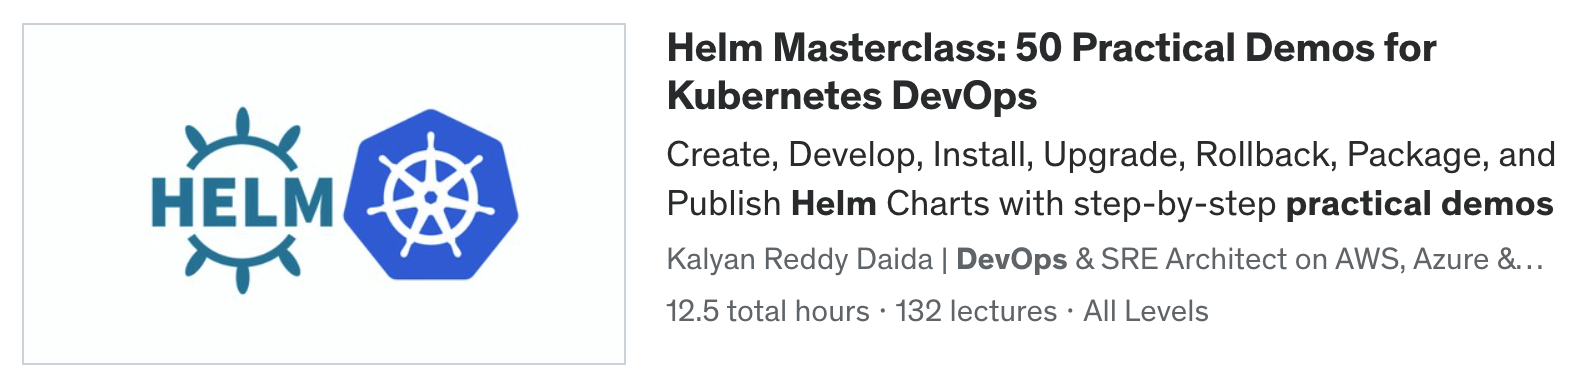 HELM
Helm Masterclass: 50 Practical Demos for
Kubernetes DevOps
Create, Develop, Install, Upgrade, Rollback, Package, and
Publish Helm Charts with step-by-step practical demos
Kalyan Reddy Daida | DevOps & SRE Architect on AWS, Azure &...
12.5 total hours · 132 lectures · All Levels